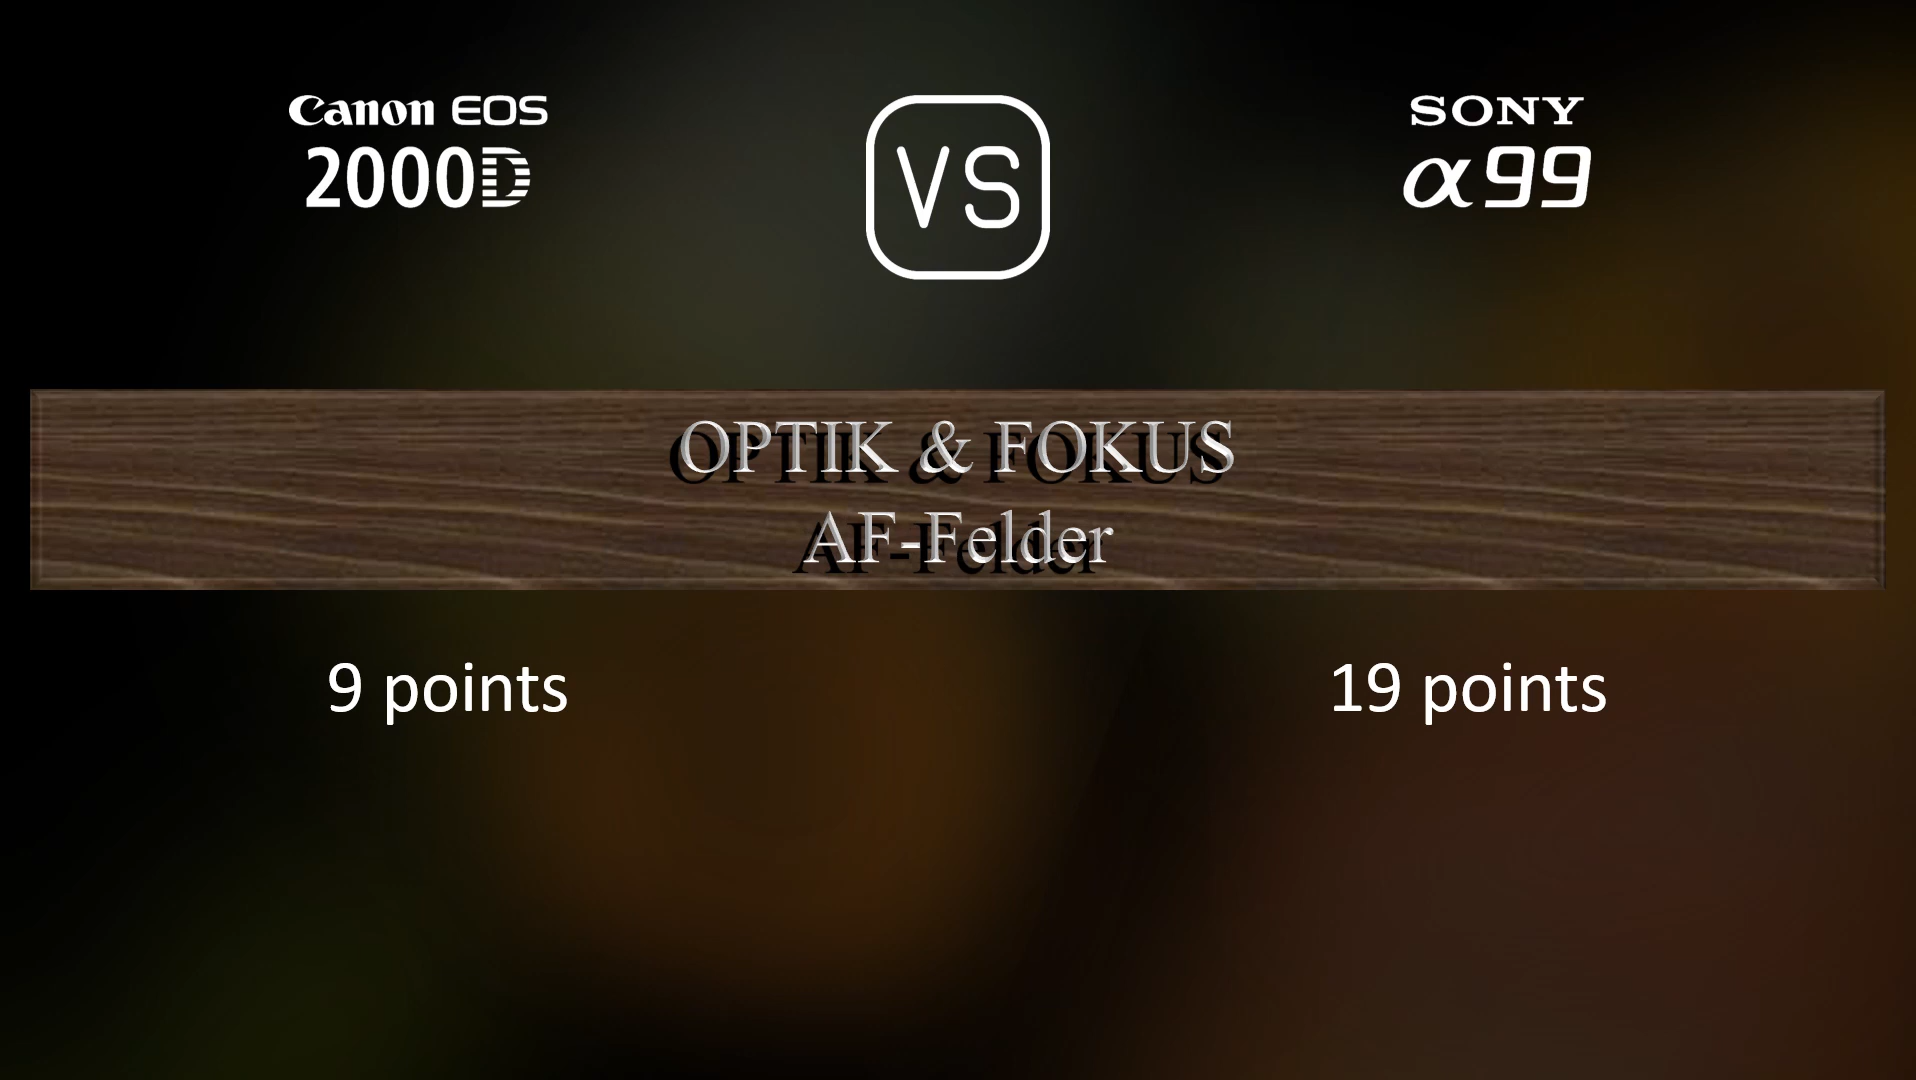 Canon EOS
2000D
VS
SONY
α99
OPTIK & FOKUS
AF-Felder
9 points
19 points